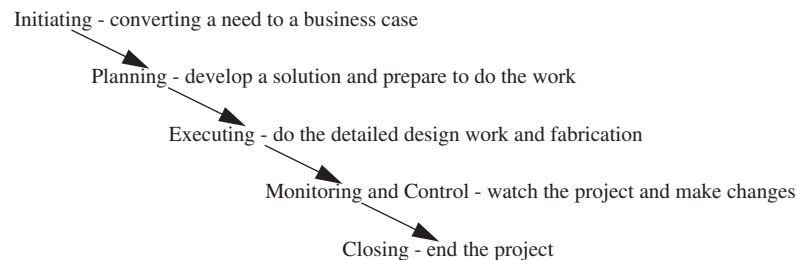 Initiating - converting a need to a business case
Planning - develop a solution and prepare to do the work
Executing - do the detailed design work and fabrication
Monitoring and Control - watch the project and make changes
Closing - end the project